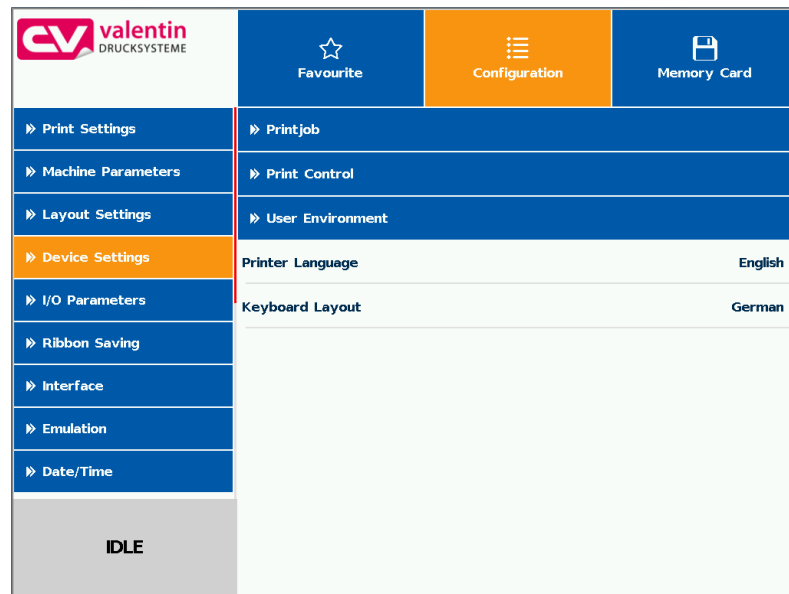 CV valentin
DRUCKSYSTEME
Favourite
Configuration
Memory Card
Print Settings
Machine Parameters
Layout Settings
Device Settings
I/O Parameters
Ribbon Saving
Interface
Emulation
Date/Time
IDLE
Printjob
Print Control
User Environment
Printer Language English
Keyboard Layout German